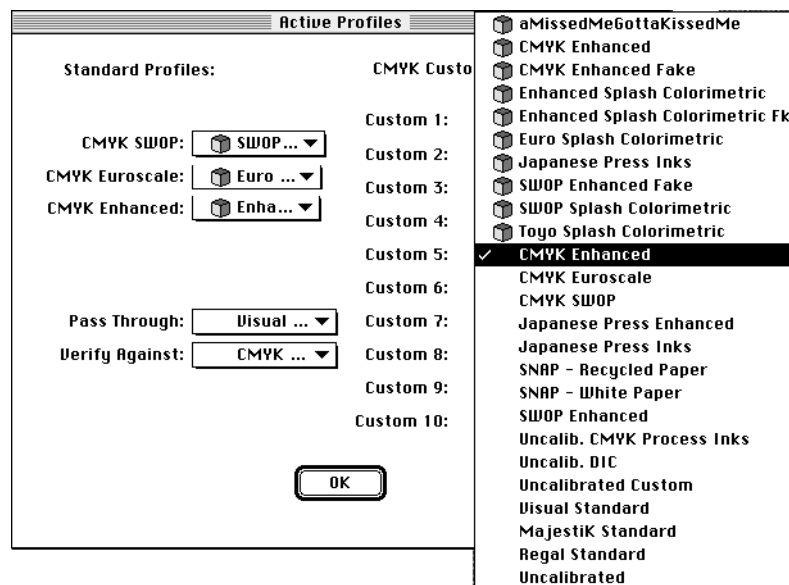 Active Profiles
Standard Profiles:
CMYK SWOP: SWOP...
CMYK Euroscale: Euro ...
CMYK Enhanced: Enha...
Pass Through: Visual ...
Verify Against: CMYK ...
CMYK Custo
Custom 1:
Custom 2:
Custom 3:
Custom 4:
Custom 5:
Custom 6:
Custom 7:
Custom 8:
Custom 9:
Custom 10:
OK
aMissedMeGottaKissedMe
CMYK Enhanced
CMYK Enhanced Fake
Enhanced Splash Colorimetric
Enhanced Splash Colorimetric Fk
Euro Splash Colorimetric
Japanese Press Inks
SWOP Enhanced Fake
SWOP Splash Colorimetric
Toyo Splash Colorimetric
CMYK Enhanced
CMYK Euroscale
CMYK SWOP
Japanese Press Enhanced
Japanese Press Inks
SNAP - Recycled Paper
SNAP - White Paper
SWOP Enhanced
Uncalib. CMYK Process Inks
Uncalib. DIC
Uncalibrated Custom
Visual Standard
MajestiK Standard
Regal Standard
Uncalibrated